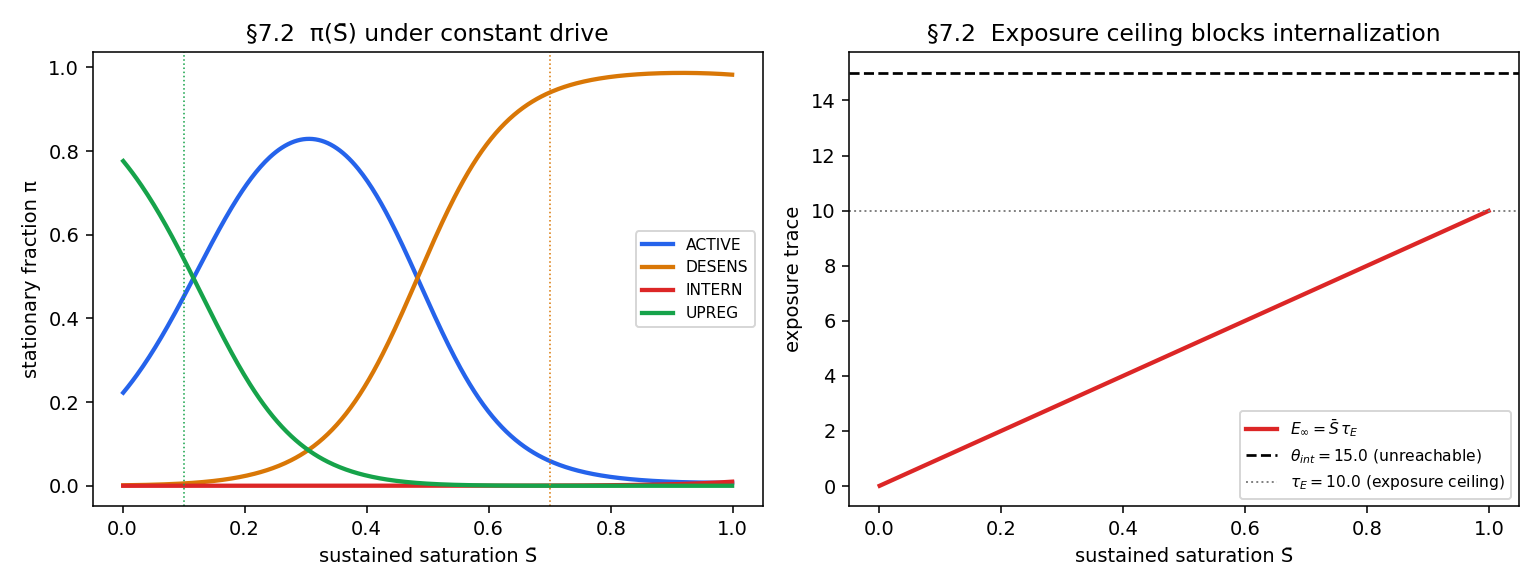 §7.2  π(S̄) under constant drive
stationary fraction π
1.0
0.8
0.6
0.4
0.2
0.0
ACTIVE
DESENS
INTERN
UPREG
0.0 0.2 0.4 0.6 0.8 1.0
sustained saturation S
§7.2  Exposure ceiling blocks internalization
exposure trace
14
12
10
8
6
4
2
0
E∞ = S̄ τE
θint = 15.0 (unreachable)
τE = 10.0 (exposure ceiling)
0.0 0.2 0.4 0.6 0.8 1.0
sustained saturation S